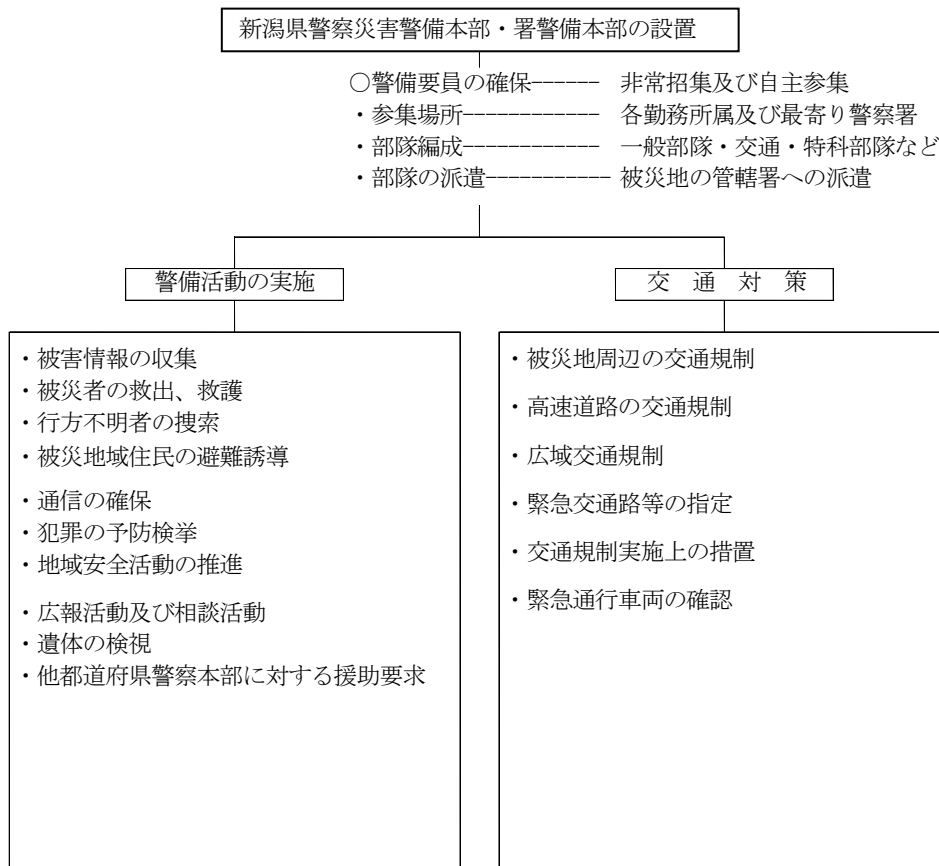 新潟県警察災害警備本部・署警備本部の設置
○警備要員の確保------ 非常招集及び自主参集
・参集場所------------ 各勤務所属及び最寄り警察署
・部隊編成------------ 一般部隊・交通・特科部隊など
・部隊の派遣----------- 被災地の管轄署への派遣
警備活動の実施
・被害情報の収集
・被災者の救出、救護
・行方不明者の捜索
・被災地域住民の避難誘導
・通信の確保
・犯罪の予防検挙
・地域安全活動の推進
・広報活動及び相談活動
・遺体の検視
・他都道府県警察本部に対する援助要求
交 通 対 策
・被災地周辺の交通規制
・高速道路の交通規制
・広域交通規制
・緊急交通路等の指定
・交通規制実施上の措置
・緊急通行車両の確認